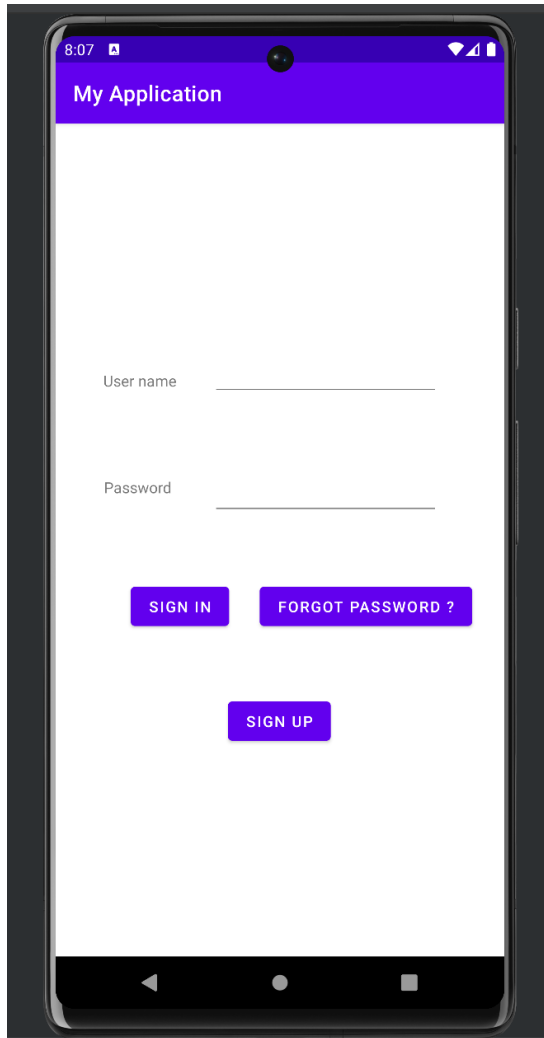 8:07 A
My Application
User name
Password
SIGN IN FORGOT PASSWORD ?
SIGN UP